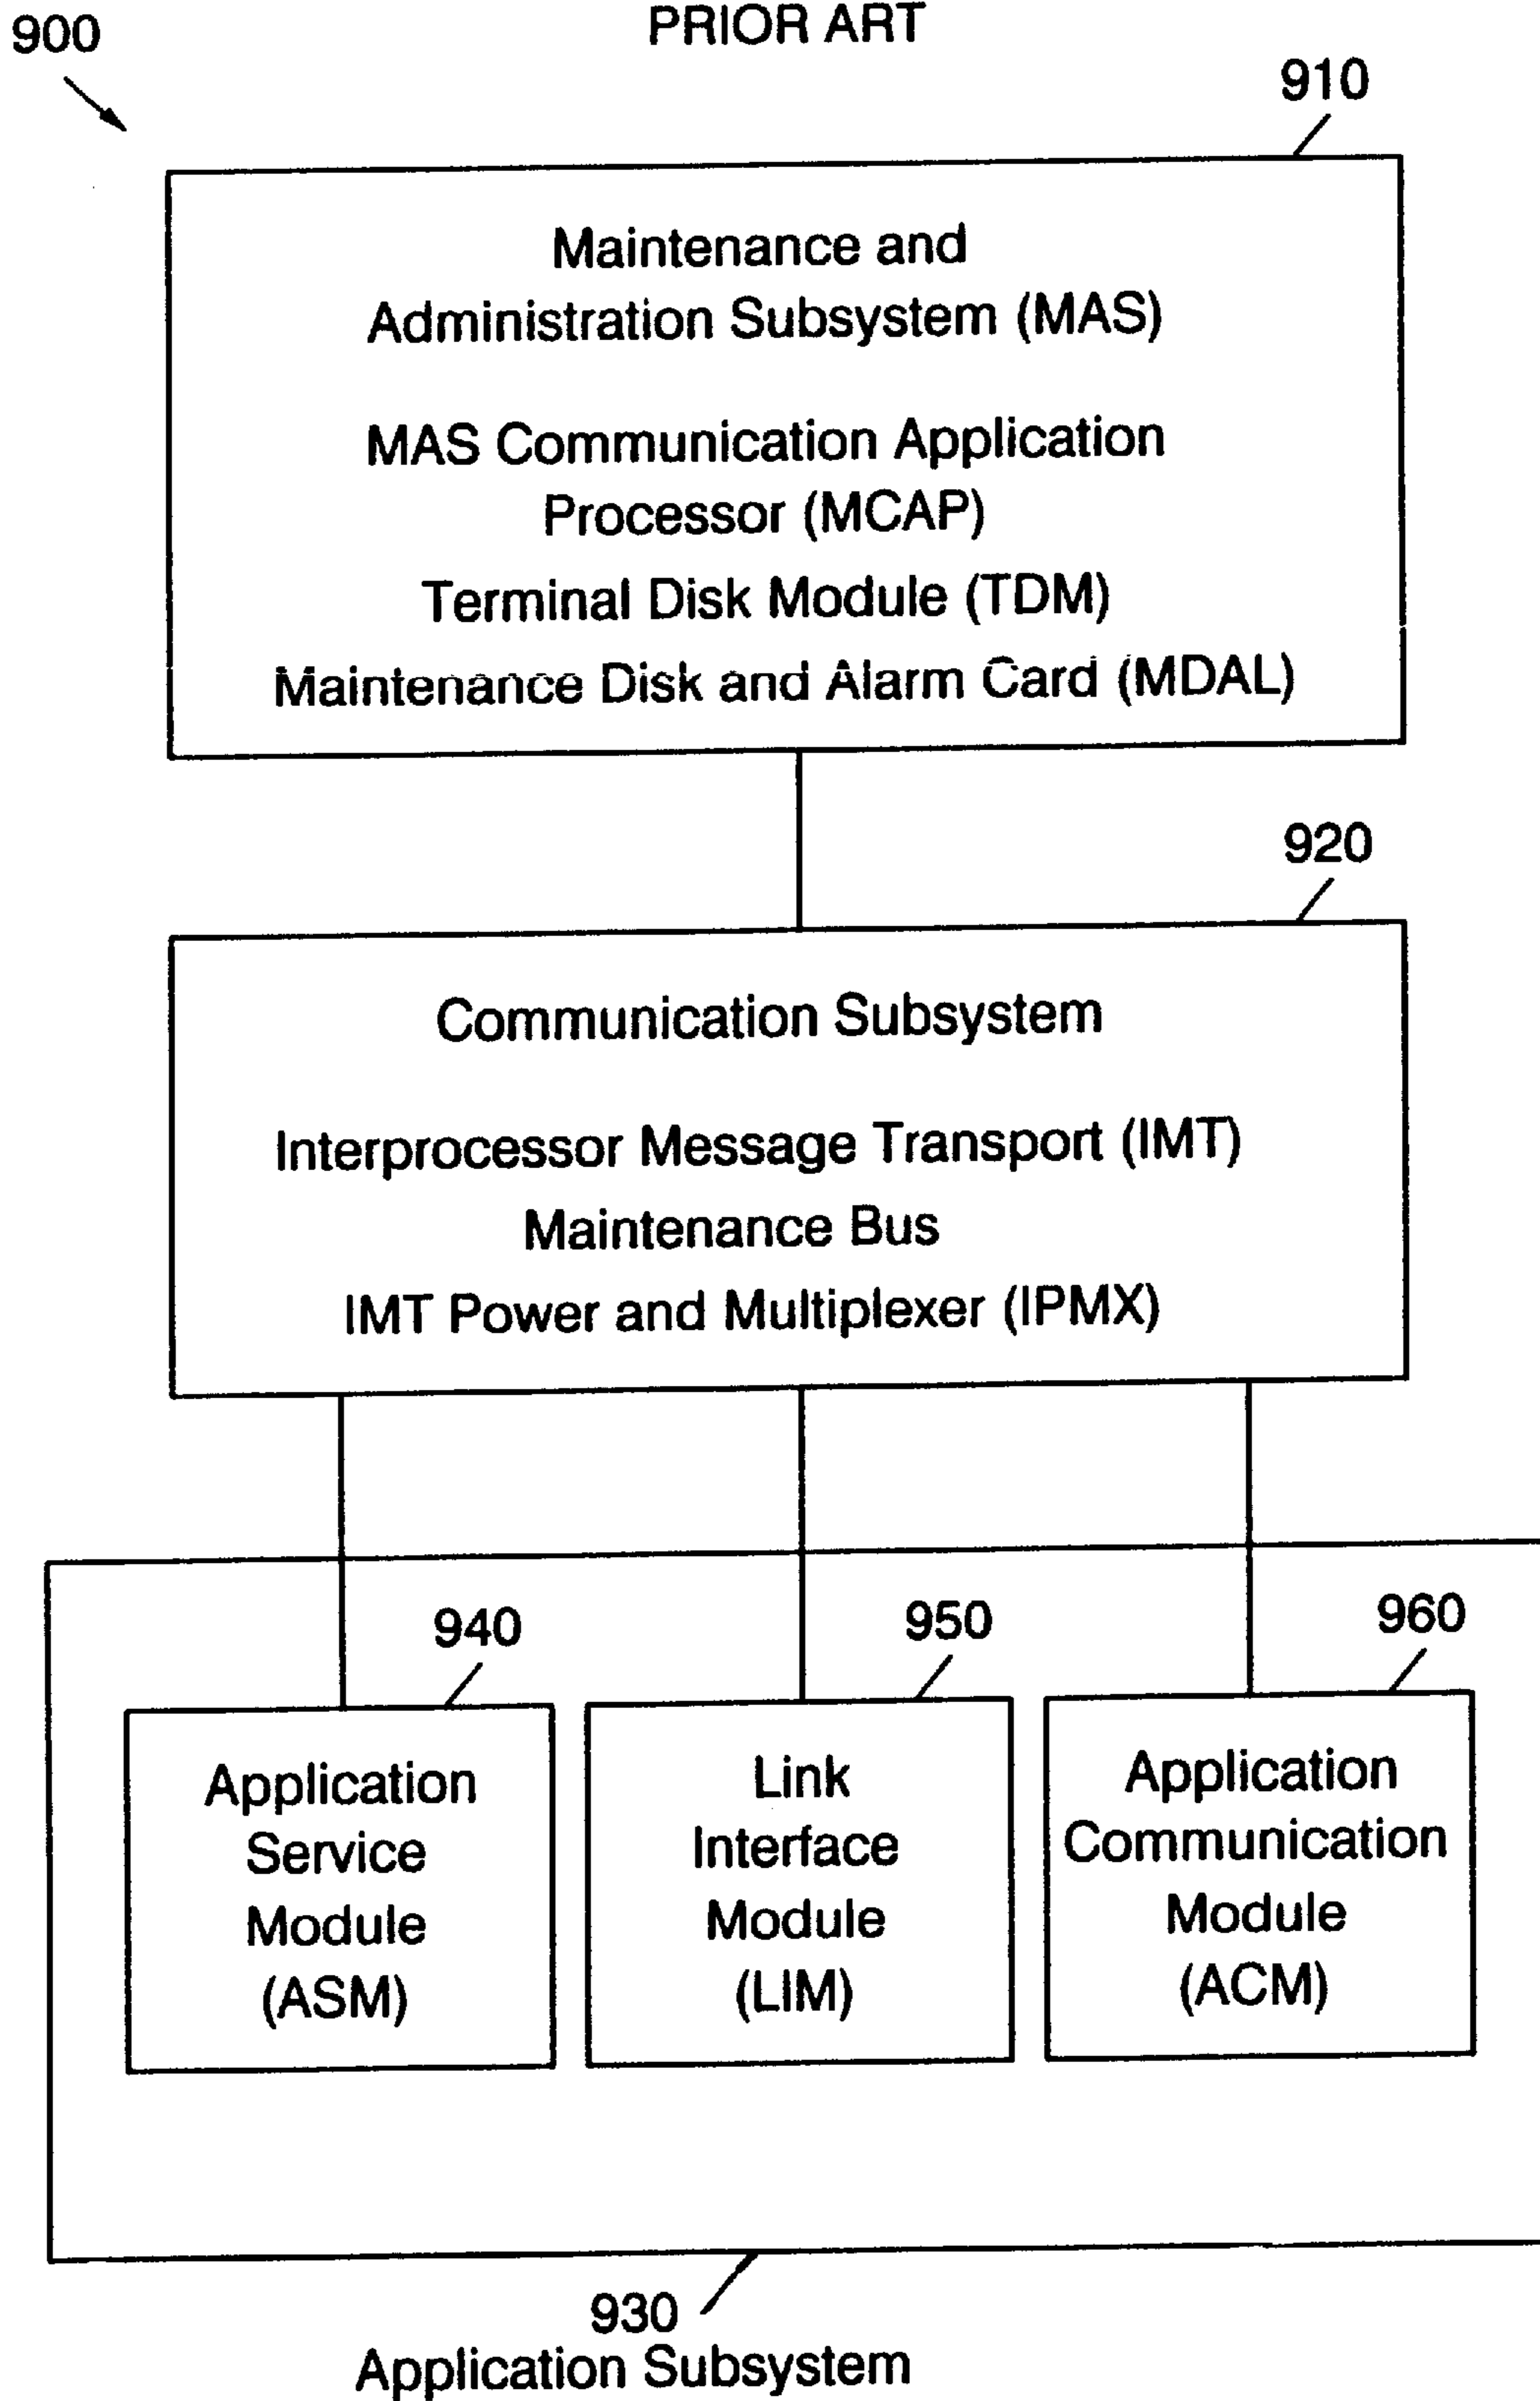 PRIOR ART
900
910
Maintenance and
Administration Subsystem (MAS)
MAS Communication Application
Processor (MCAP)
Terminal Disk Module (TDM)
Maintenance Disk and Alarm Card (MDAL)
920
Communication Subsystem
Interprocessor Message Transport (IMT)
Maintenance Bus
IMT Power and Multiplexer (IPMX)
940
950
960
Application
Service
Module
(ASM)
Link
Interface
Module
(LIM)
Application
Communication
Module
(ACM)
930
Application Subsystem